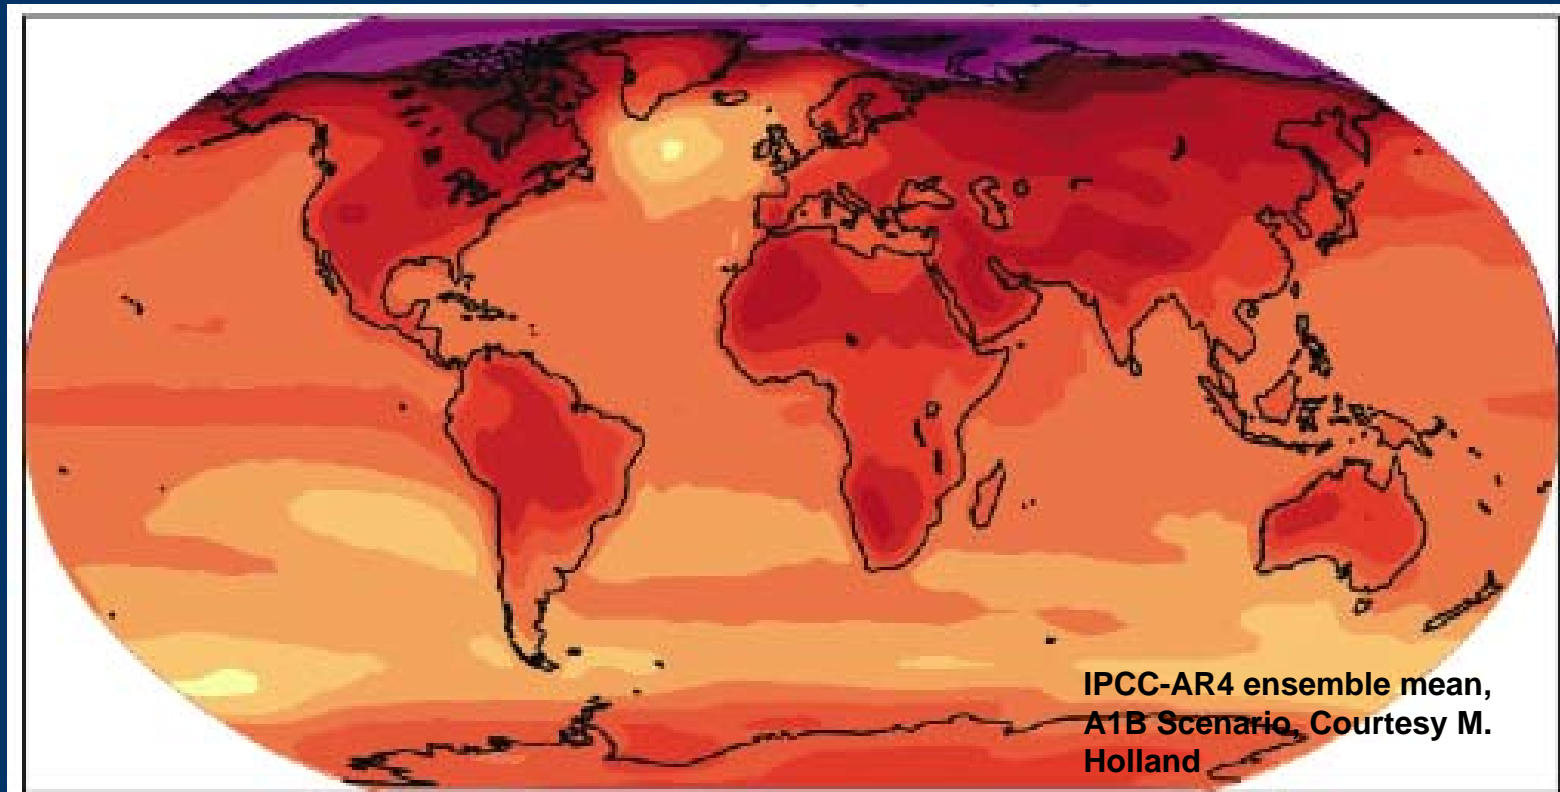 IPCC-AR4 ensemble mean,
A1B Scenario, Courtesy M.
Holland